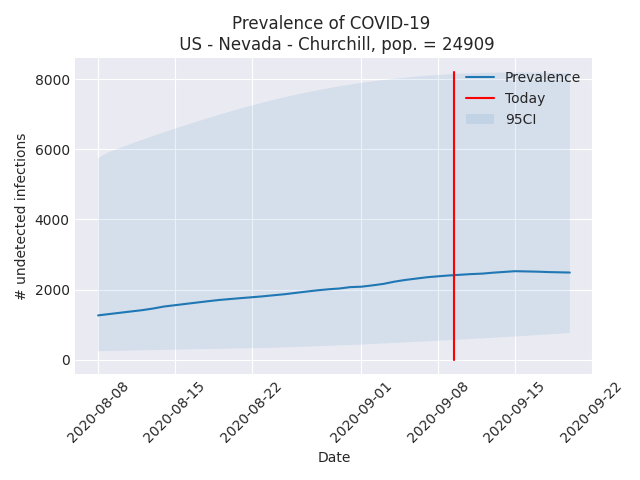 Prevalence of COVID-19
US - Nevada - Churchill, pop. = 24909
8000
6000
4000
2000
0
# undetected infections
Prevalence
Today
95CI
2020-08-08
2020-08-15
2020-08-22
2020-09-01
2020-09-08
2020-09-15
2020-09-22
Date